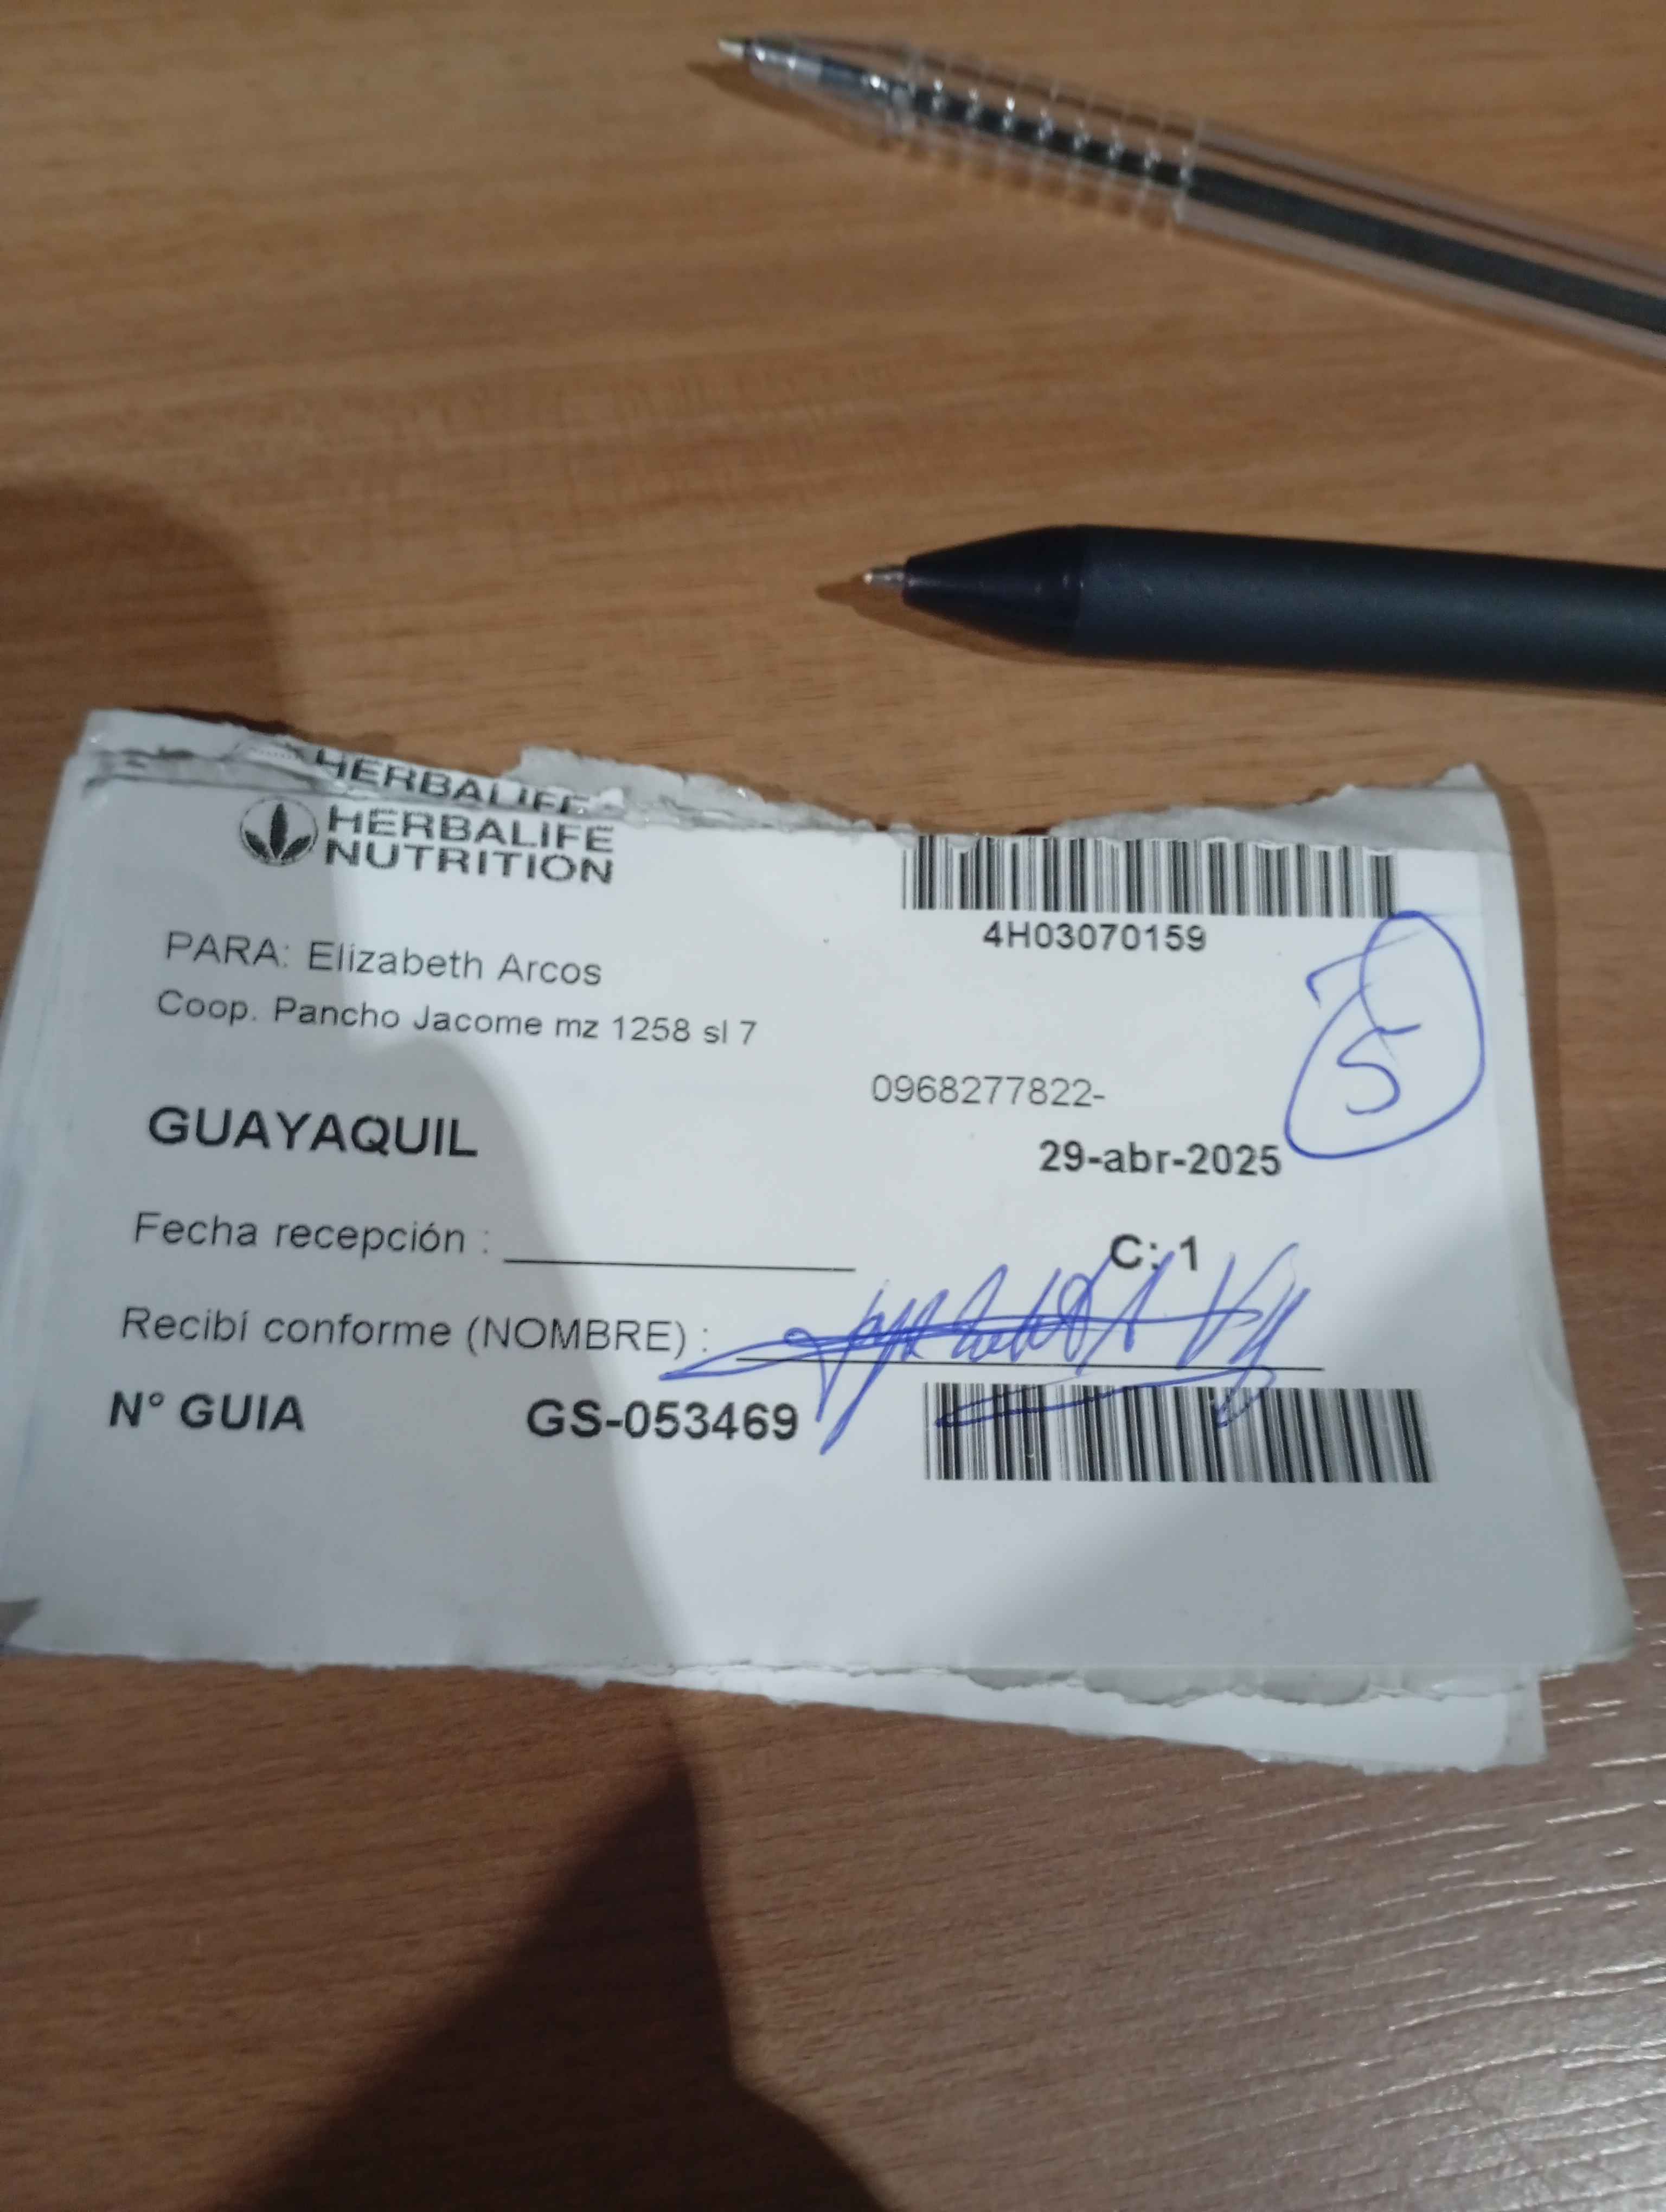 HERBALIFE
HERBALIFE
NUTRITION
4H03070159
PARA: Elizabeth Arcos
Coop. Pancho Jacome mz 1258 sl 7
5
0968277822-
GUAYAQUIL
29-abr-2025
Fecha recepción :
C: 1
Recibí conforme (NOMBRE) :
N° GUIA GS-053469